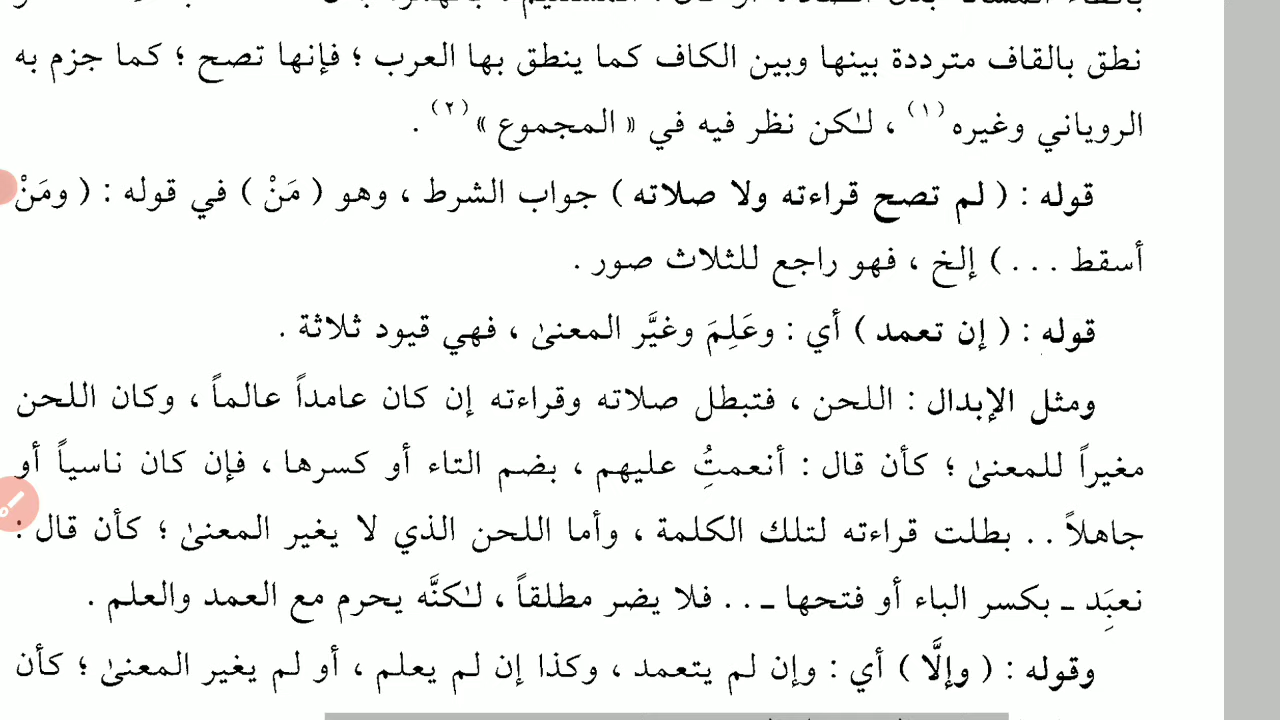 نطق بالقاف مترددة بينها وبين الكاف كما ينطق بها العرب ؛ فإنها تصح ؛ كما جزم به
الروياني وغيره(١) ، لـٰكن نظر فيه في « المجموع »(٢) .
قوله : ( لم تصح قراءته ولا صلاته ) جواب الشرط ، وهو ( مَنْ ) في قوله : ( ومَنْ
أسقط . . . ) إلخ ، فهو راجع للثلاث صور .
قوله : ( إن تعمد ) أي : وعَلِمَ وغيَّر المعنىٰ ، فهي قيود ثلاثة .
ومثل الإبدال : اللحن ، فتبطل صلاته وقراءته إن كان عامداً عالماً ، وكان اللحن
مغيراً للمعنىٰ ؛ كأن قال : أنعمتُِ عليهم ، بضم التاء أو كسرها ، فإن كان ناسياً أو
جاهلاً . . بطلت قراءته لتلك الكلمة ، وأما اللحن الذي لا يغير المعنىٰ ؛ كأن قال :
نعبَِد ـ بكسر الباء أو فتحها ـ . . فلا يضر مطلقاً ، لـٰكنَّه يحرم مع العمد والعلم .
وقوله : ( وإلَّا ) أي : وإن لم يتعمد ، وكذا إن لم يعلم ، أو لم يغير المعنىٰ ؛ كأن